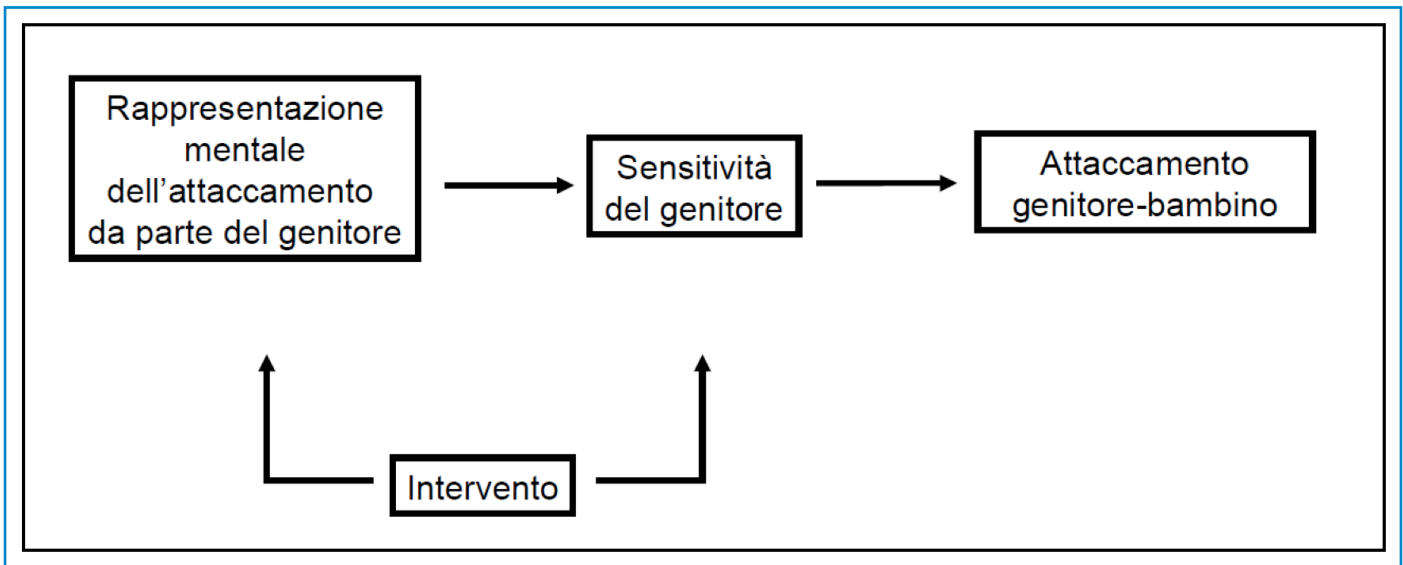 Rappresentazione
mentale
dell’attaccamento
da parte del genitore
Sensitività
del genitore
Attaccamento
genitore-bambino
Intervento